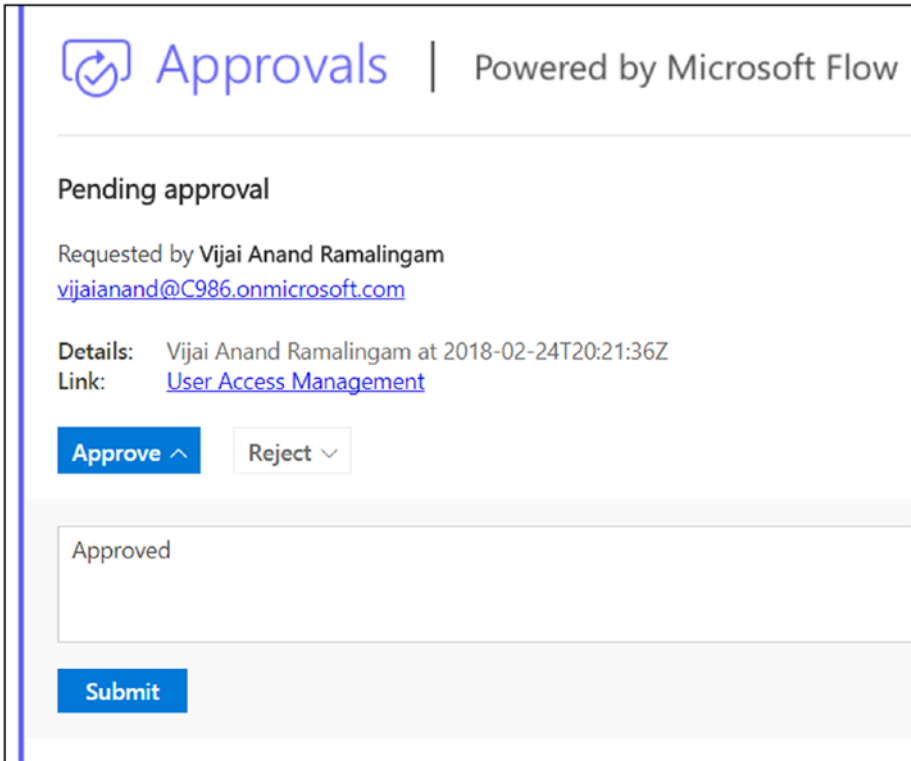 Approvals | Powered by Microsoft Flow
Pending approval
Requested by Vijai Anand Ramalingam
vijaianand@C986.onmicrosoft.com
Details: Vijai Anand Ramalingam at 2018-02-24T20:21:36Z
Link: User Access Management
Approve Reject
Approved
Submit